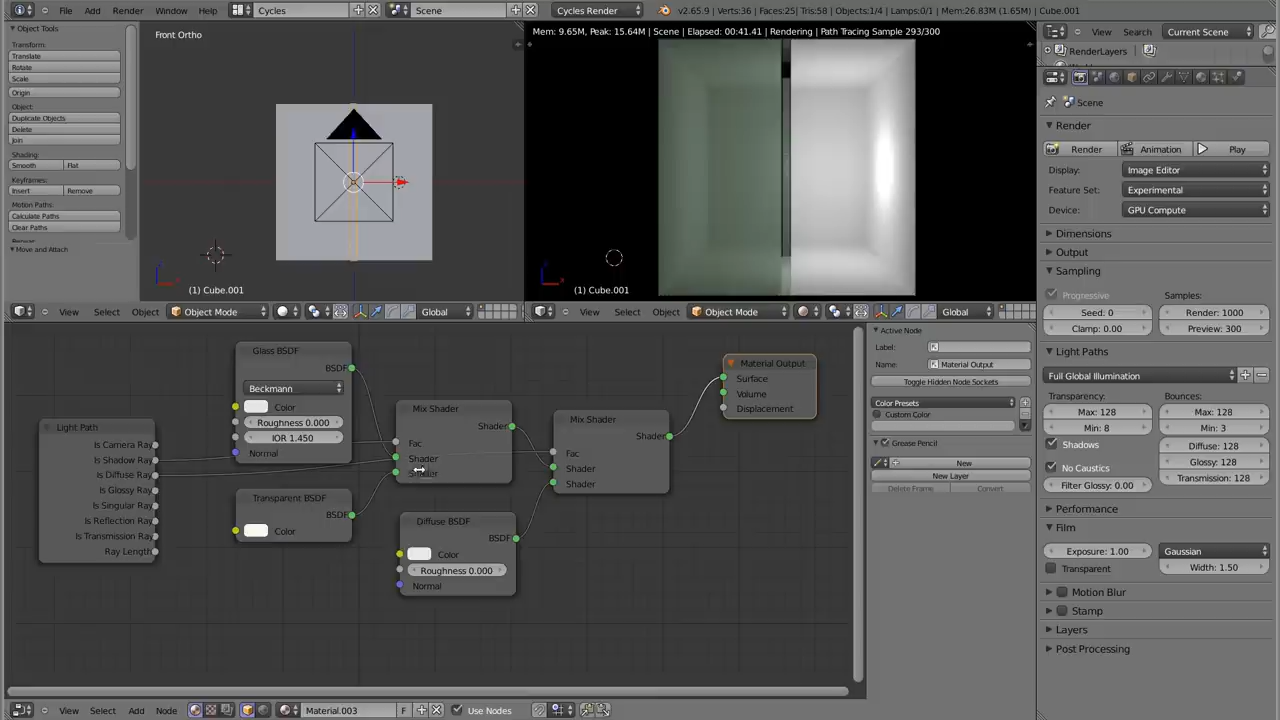 File Add Render Window Help Cycles Scene Cycles Render v2.65.9 | Verts:36 | Faces:25| Tris:58 | Objects:1/4 | Lamps:0/1 | Mem:26.83M (1.65M) | Cube.001
Object Tools
Transform:
Translate
Rotate
Scale
Origin
Object:
Duplicate Objects
Delete
Join
Shading:
Smooth Flat
Keyframes:
Insert Remove
Motion Paths:
Calculate Paths
Clear Paths
Move and Attach
Front Ortho
(1) Cube.001
View Select Object Object Mode Global
Mem: 9.65M, Peak: 15.64M | Scene | Elapsed: 00:41.41 | Rendering | Path Tracing Sample 293/300
(1) Cube.001
View Select Object Object Mode Global
Light Path
Is Camera Ray
Is Shadow Ray
Is Diffuse Ray
Is Glossy Ray
Is Singular Ray
Is Reflection Ray
Is Transmission Ray
Ray Length
Glass BSDF
BSDF
Beckmann
Color
Roughness 0.000
IOR 1.450
Normal
Transparent BSDF
BSDF
Color
Mix Shader
Shader
Fac
Shader
Shader
Diffuse BSDF
BSDF
Color
Roughness 0.000
Normal
Mix Shader
Shader
Fac
Shader
Shader
Material Output
Surface
Volume
Displacement
Active Node
Label:
Name: Material Output
Toggle Hidden Node Sockets
Color Presets
Custom Color
Grease Pencil
New
New Layer
Delete Frame Convert
View Select Add Node Material.003 F Use Nodes
View Search Current Scene
RenderLayers
Scene
Render
Render Animation Play
Display: Image Editor
Feature Set: Experimental
Device: GPU Compute
Dimensions
Output
Sampling
Progressive Samples:
Seed: 0 Render: 1000
Clamp: 0.00 Preview: 300
Light Paths
Full Global Illumination
Transparency: Bounces:
Max: 128 Max: 128
Min: 8 Min: 3
Shadows Diffuse: 128
No Caustics Glossy: 128
Filter Glossy: 0.00 Transmission: 128
Performance
Film
Exposure: 1.00 Gaussian
Transparent Width: 1.50
Motion Blur
Stamp
Layers
Post Processing